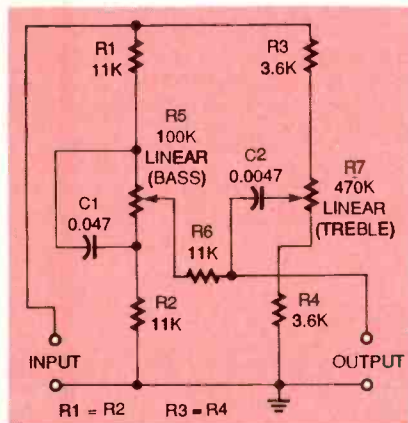 R1
11K
R3
3.6K
R5
100K
LINEAR
(BASS)
C1
0.047
C2
0.0047
R7
470K
LINEAR
(TREBLE)
R6
11K
R2
11K
R4
3.6K
INPUT
OUTPUT
R1 = R2
R3 = R4